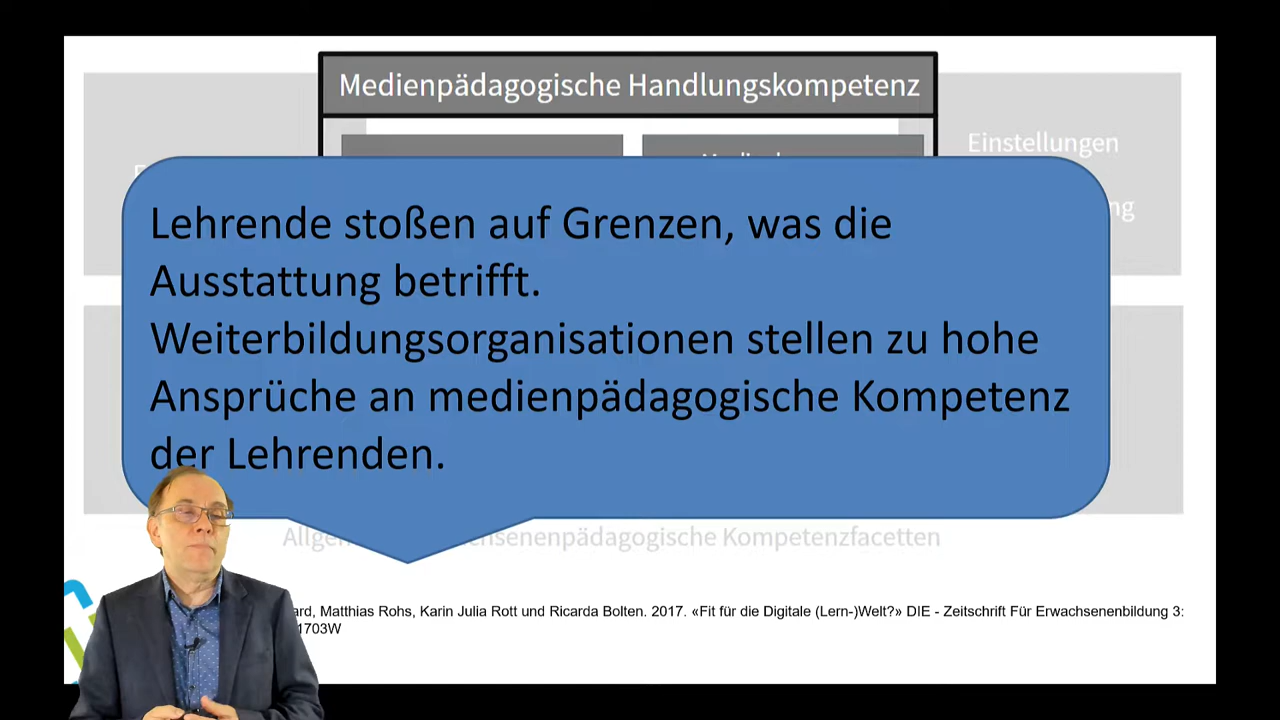 Medienpädagogische Handlungskompetenz
Einstellungen
Lehrende stoßen auf Grenzen, was die
Ausstattung betrifft.
Weiterbildungsorganisationen stellen zu hohe
Ansprüche an medienpädagogische Kompetenz
der Lehrenden.
Kompetenzfacetten
Matthias Rohs, Karin Julia Rott und Ricarda Bolten. 2017. «Fit für die Digitale (Lern-)Welt?» DIE - Zeitschrift Für Erwachsenenbildung 3:
1703W